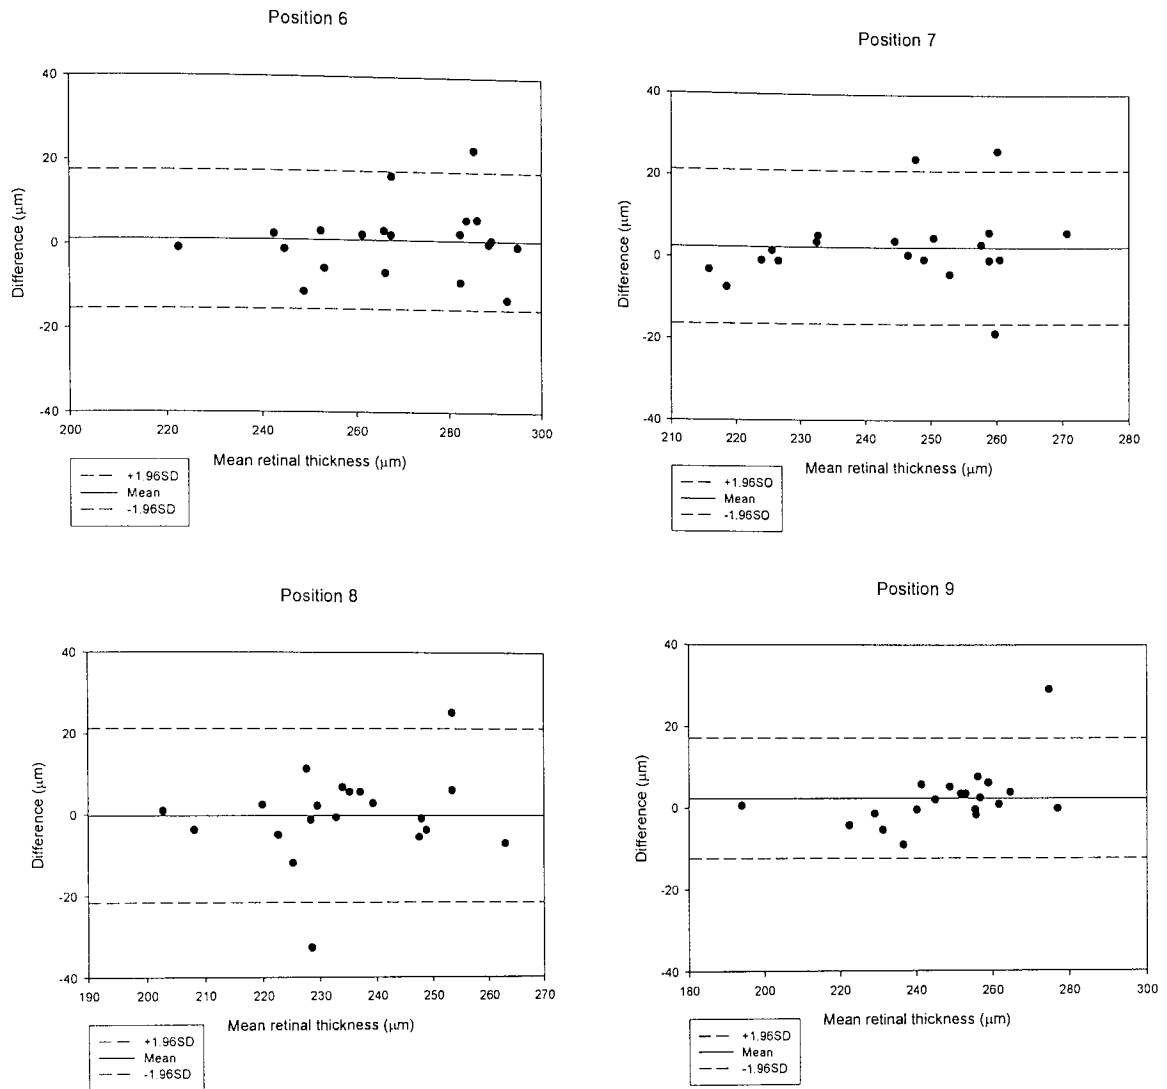 Position 6
40
20
0
-20
-40
Difference (µm)
200 220 240 260 280 300
Mean retinal thickness (µm)
+1.96SD
Mean
-1.96SD
Position 7
40
20
0
-20
-40
Difference (µm)
210 220 230 240 250 260 270 280
Mean retinal thickness (µm)
+1.96SD
Mean
-1.96SD
Position 8
40
20
0
-20
-40
Difference (µm)
190 200 210 220 230 240 250 260 270
Mean retinal thickness (µm)
+1.96SD
Mean
-1.96SD
Position 9
40
20
0
-20
-40
Difference (µm)
180 200 220 240 260 280 300
Mean retinal thickness (µm)
+1.96SD
Mean
-1.96SD